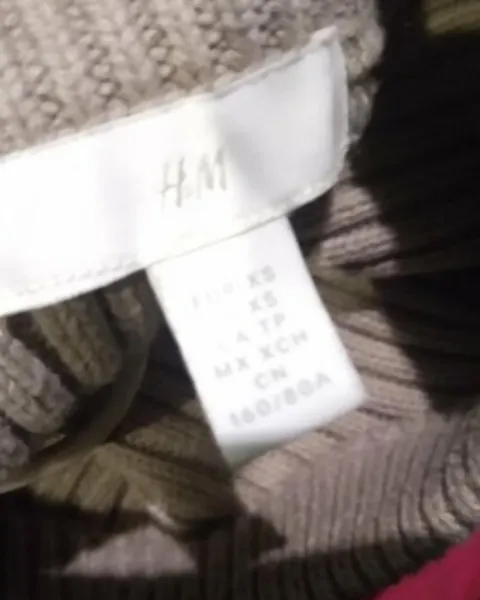 H&M
EUR XS
XS
CA TP
MX XCH
CN
160/80A